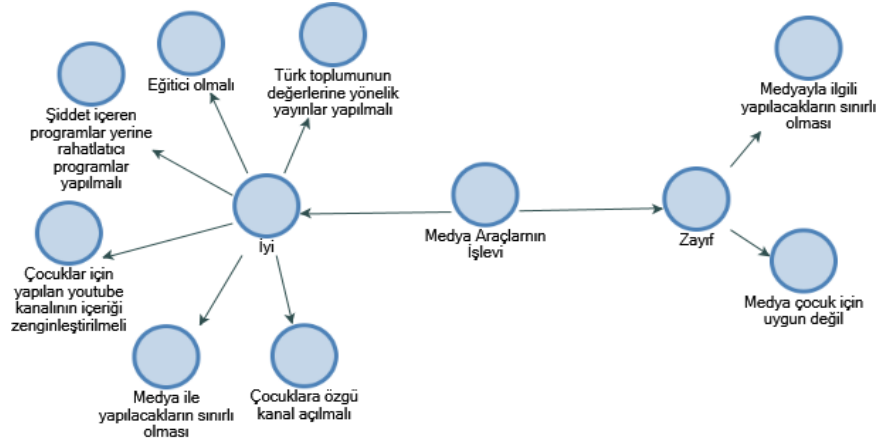 Eğitici olmalı
Türk toplumunun
değerlerine yönelik
yayınlar yapılmalı
Şiddet içeren
programlar yerine
rahatlatıcı
programlar
yapılmalı
Medyayla ilgili
yapılacakların sınırlı
olması
İyi
Medya Araçlarnın
İşlevi
Zayıf
Çocuklar için
yapılan youtube
kanalının içeriği
zenginleştirilmeli
Medya çocuk için
uygun değil
Medya ile
yapılacakların sınırlı
olması
Çocuklara özgü
kanal açılmalı